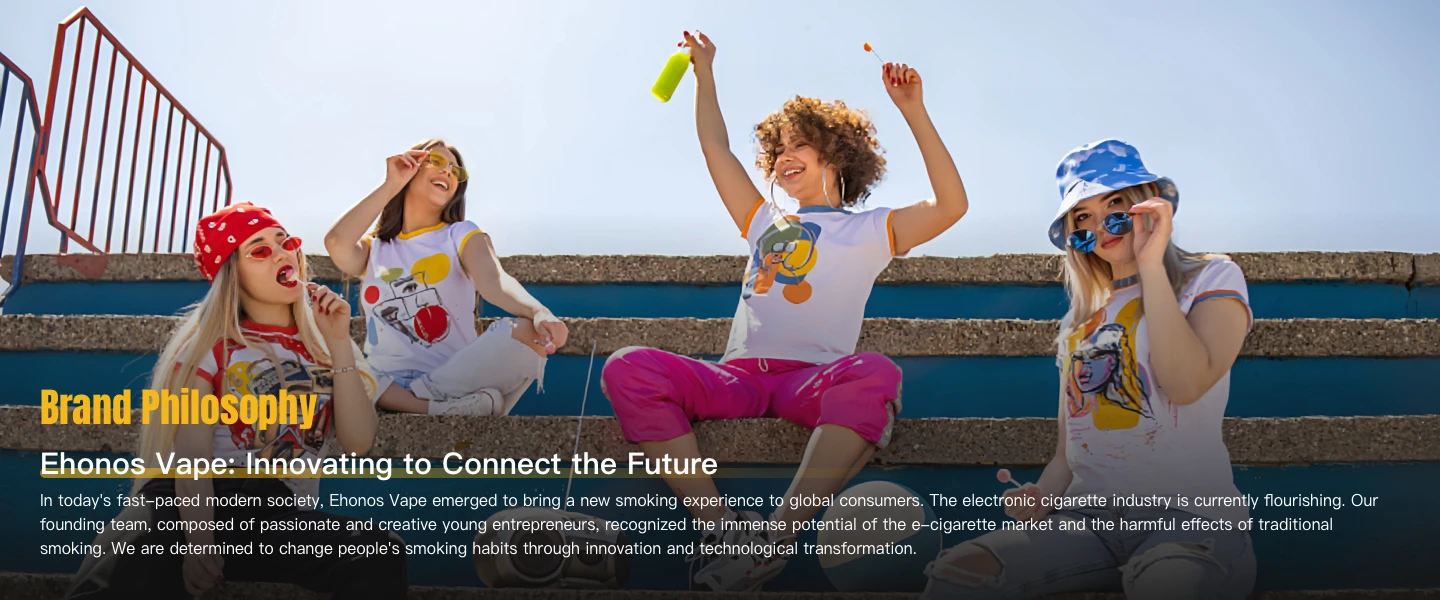 Brand Philosophy
Ehonos Vape: Innovating to Connect the Future
In today's fast-paced modern society, Ehonos Vape emerged to bring a new smoking experience to global consumers. The electronic cigarette industry is currently flourishing. Our
founding team, composed of passionate and creative young entrepreneurs, recognized the immense potential of the e-cigarette market and the harmful effects of traditional
smoking. We are determined to change people's smoking habits through innovation and technological transformation.